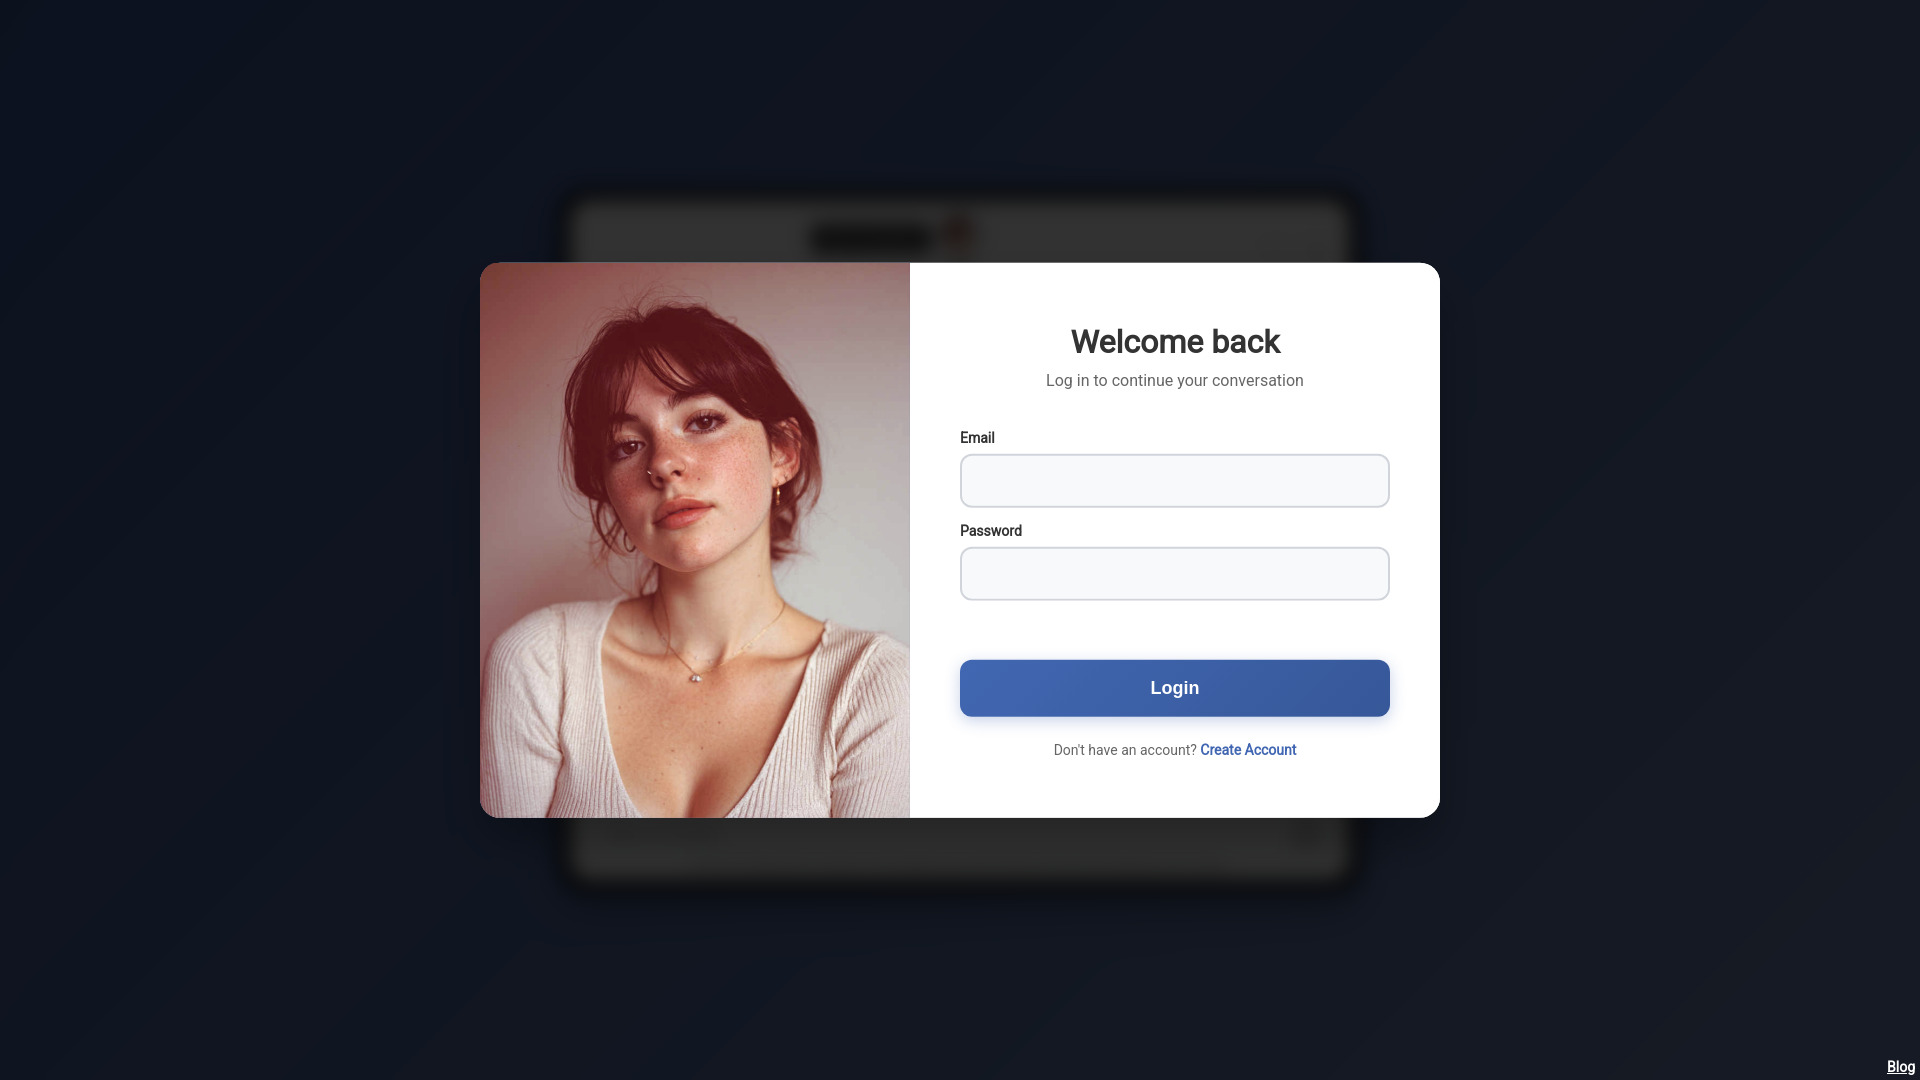 Welcome back
Log in to continue your conversation
Email
Password
Login
Don't have an account? Create Account
Blog